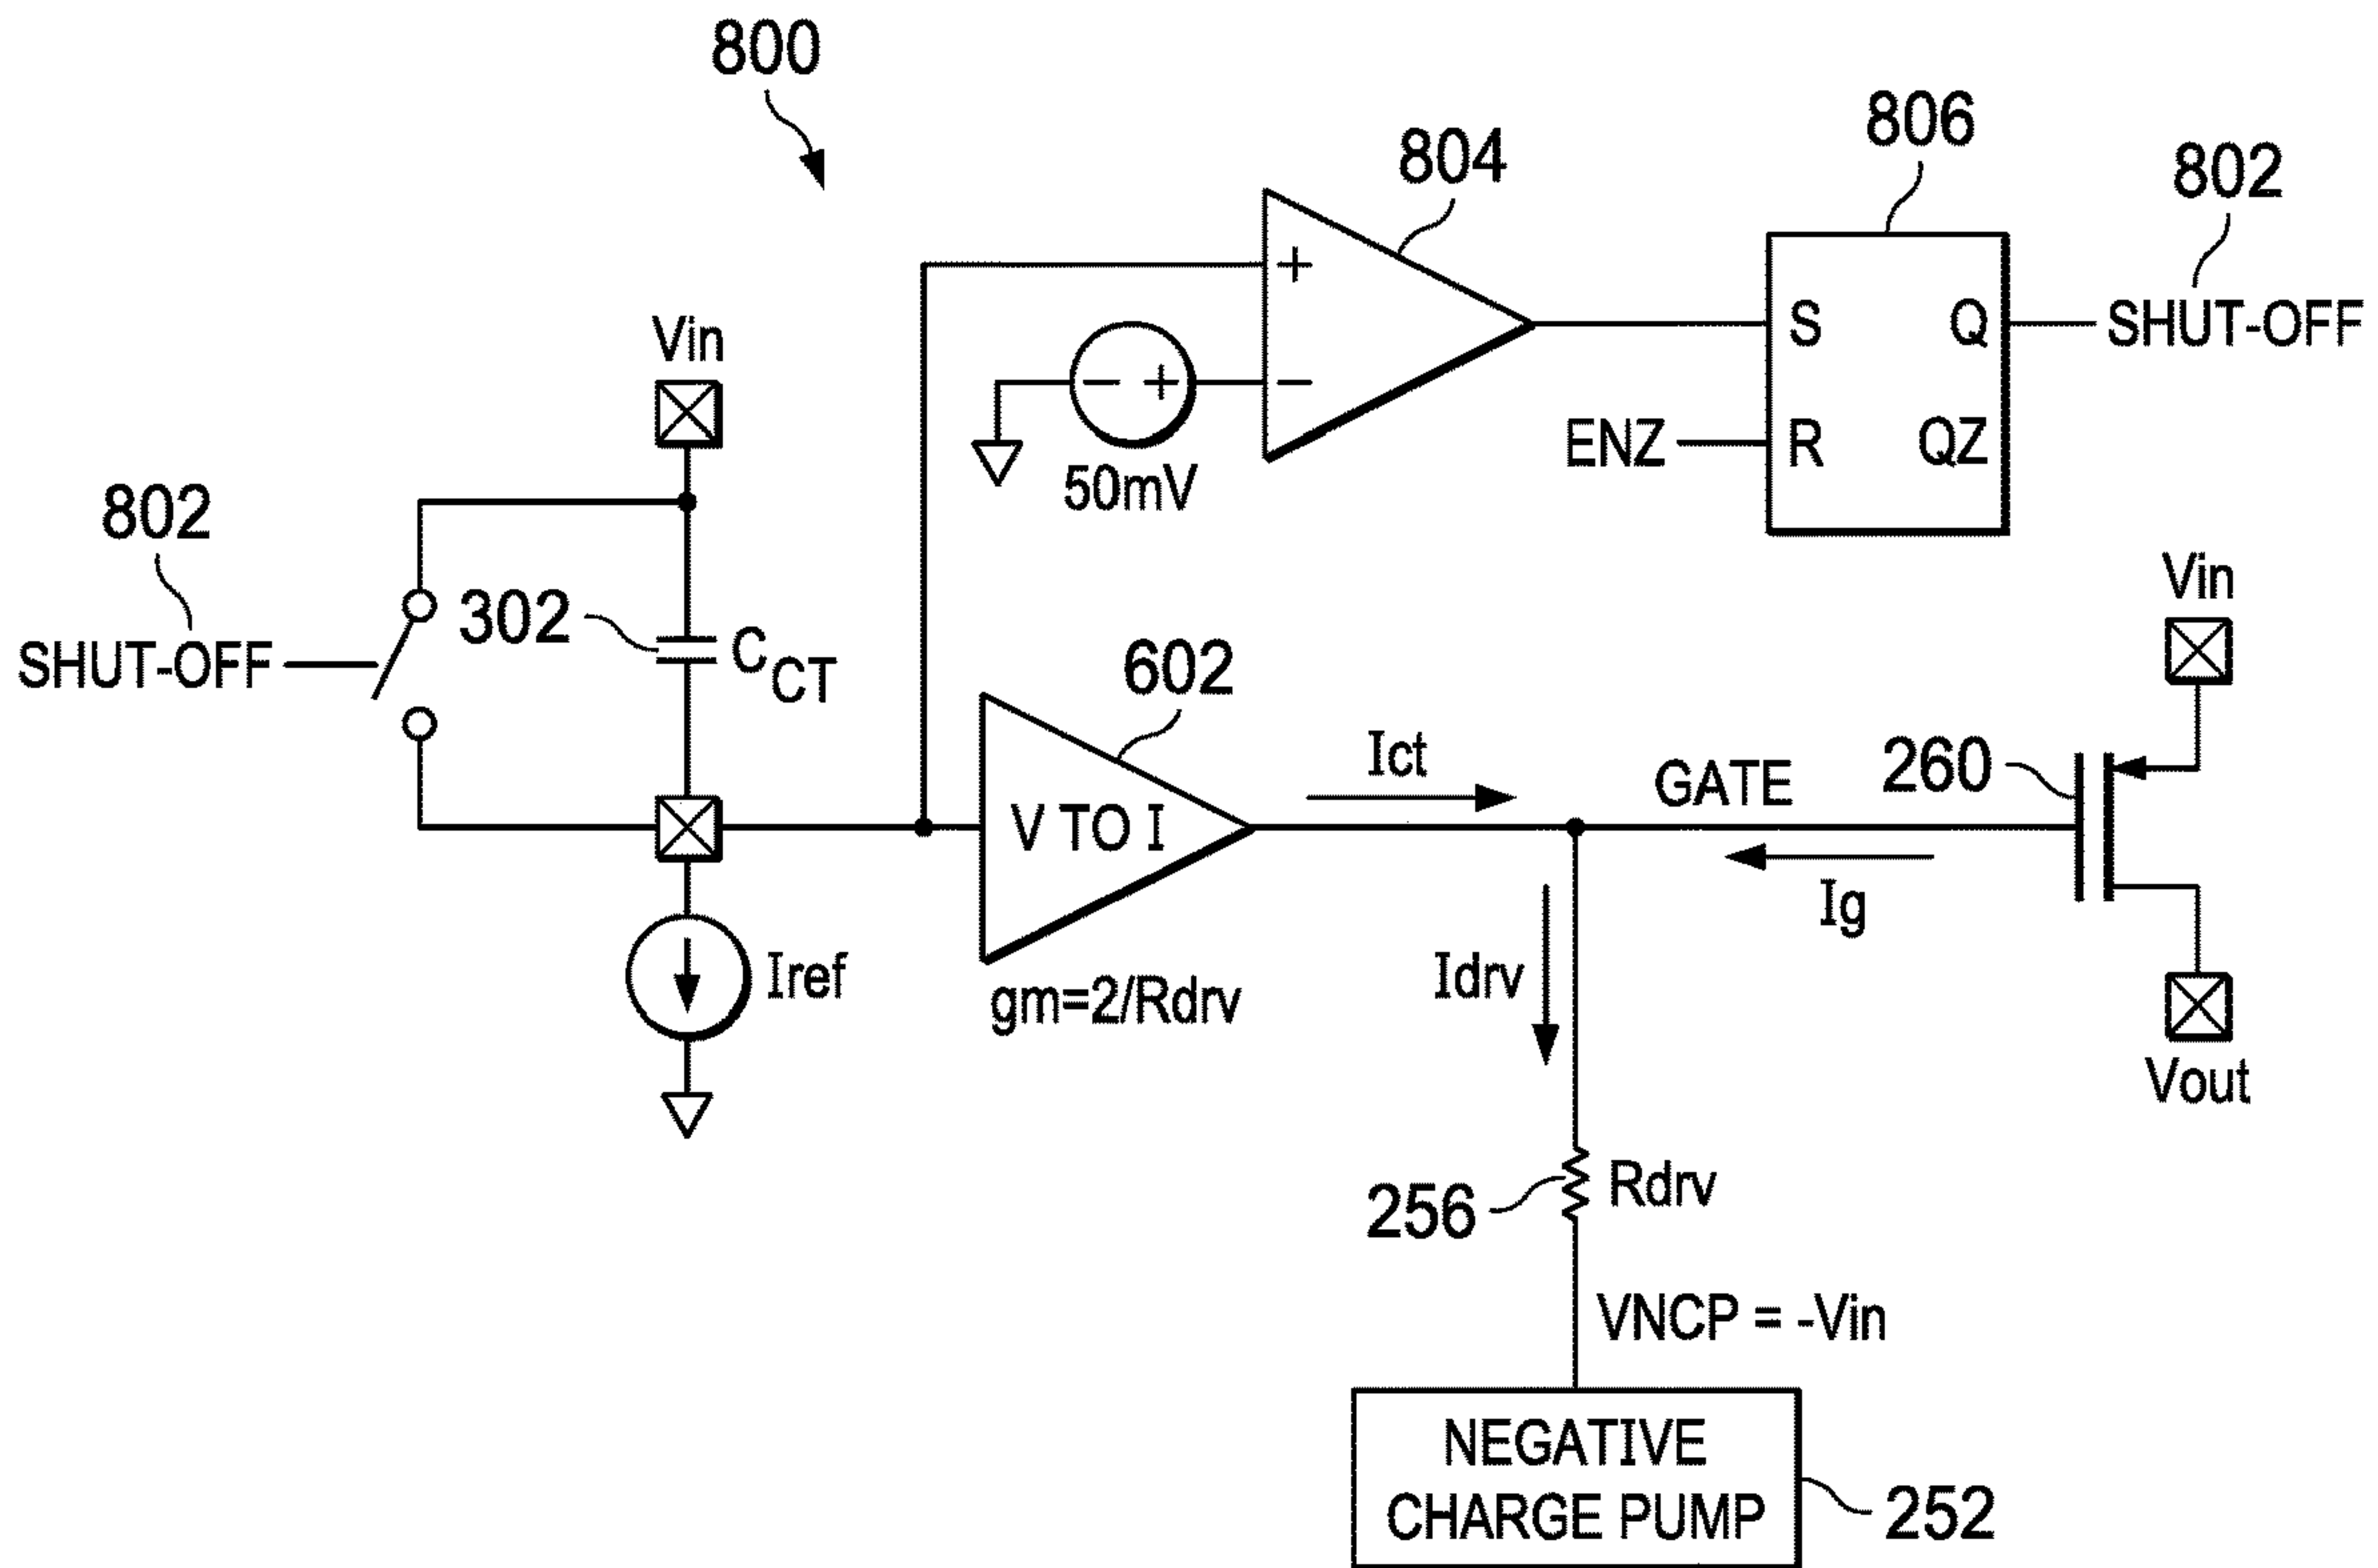 800
804
806
802
+
SHUT-OFF
S
Q
− +
−
ENZ
R
QZ
50mV
Vin
802
SHUT-OFF
302
CCT
602
V TO I
gm=2/Rdrv
Iref
Ict
GATE
Ig
260
Vin
Vout
Idrv
256
Rdrv
VNCP = -Vin
NEGATIVE
CHARGE PUMP
252